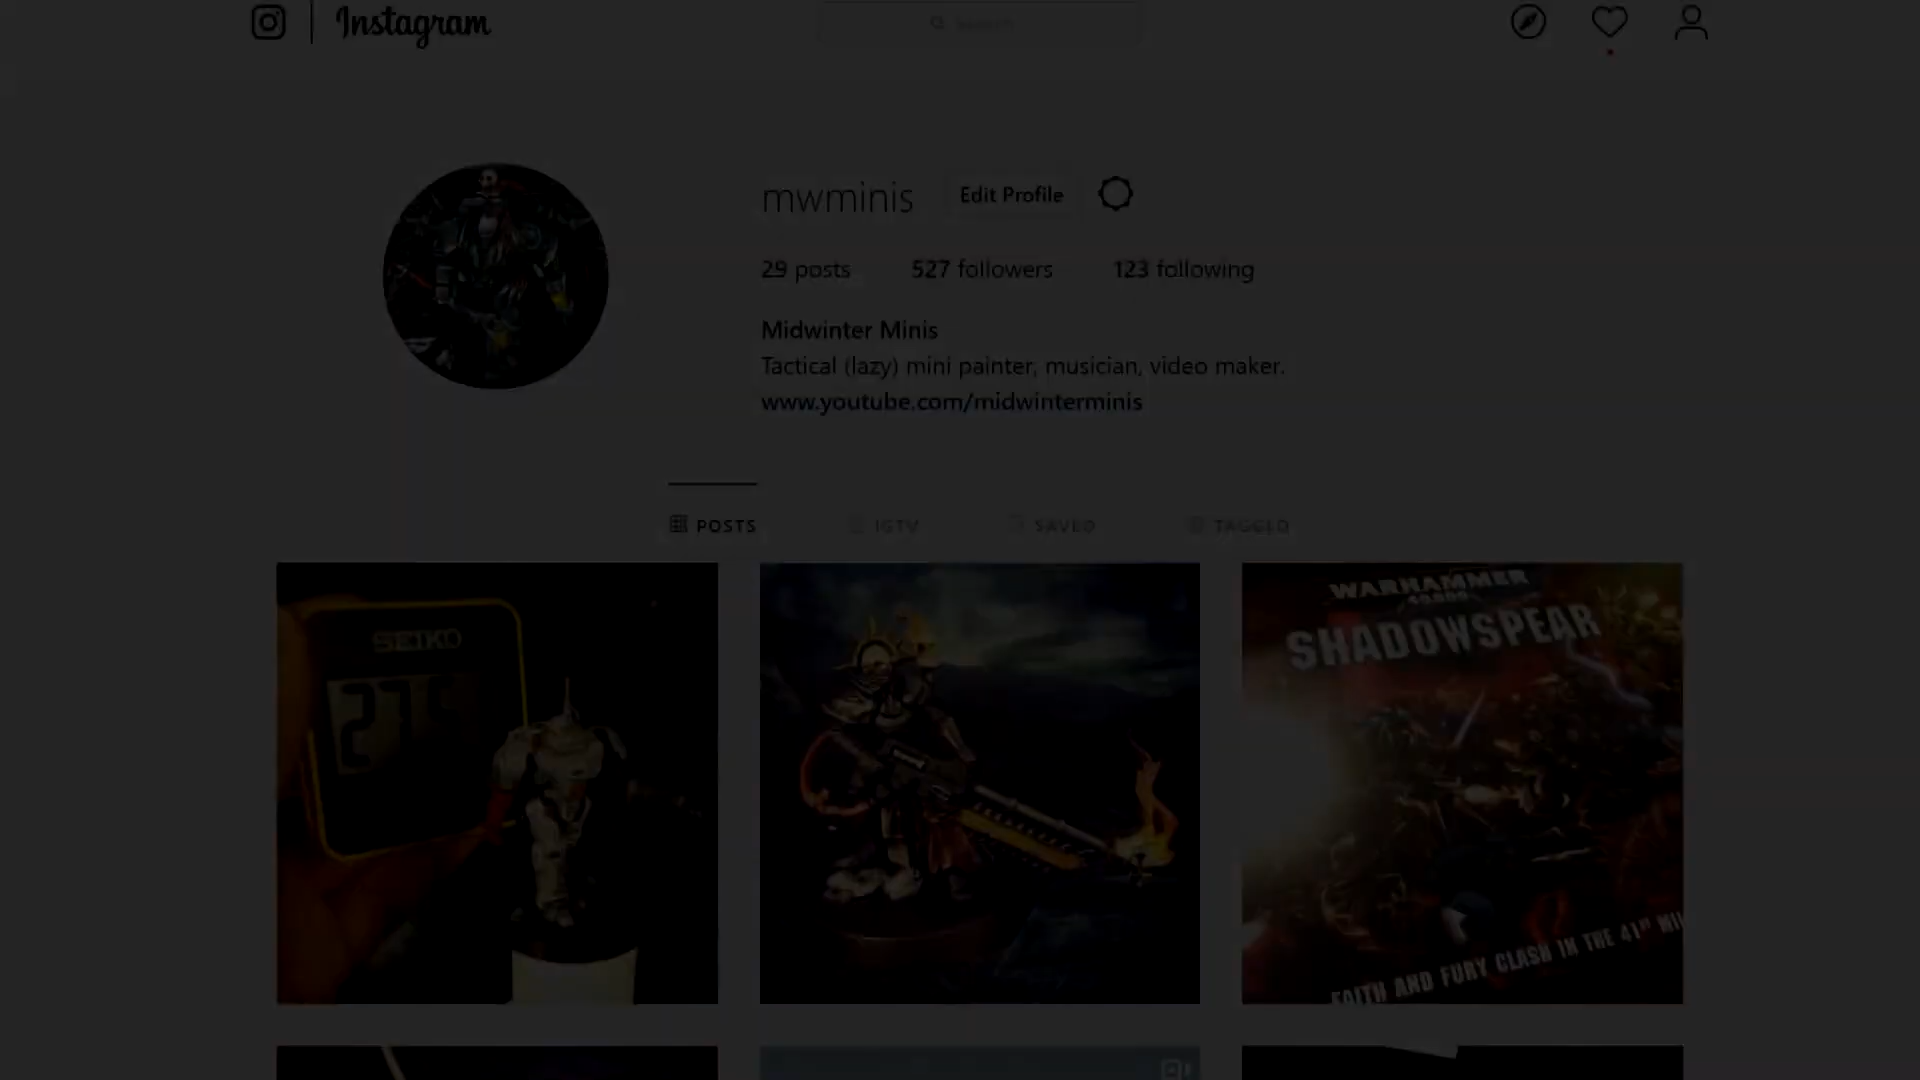 Instagram
Search
mwminis Edit Profile
29 posts 527 followers 123 following
Midwinter Minis
Tactical (lazy) mini painter, musician, video maker.
www.youtube.com/midwinterminis
POSTS IGTV SAVED TAGGED
SEIKO
WARHAMMER
40,000
SHADOWSPEAR
FAITH AND FURY CLASH IN THE 41ST